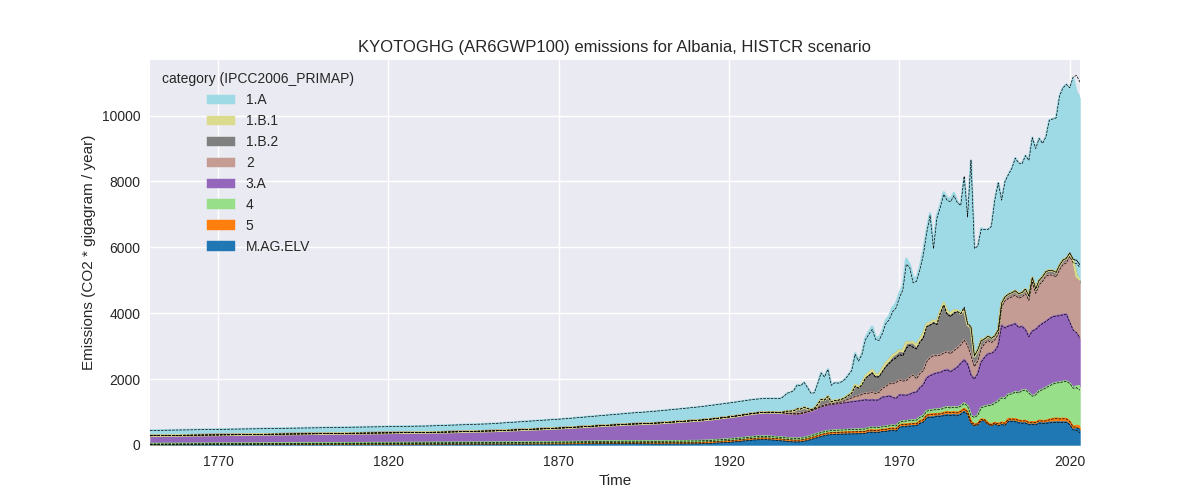 KYOTOGHG (AR6GWP100) emissions for Albania, HISTCR scenario
category (IPCC2006_PRIMAP)
1.A
1.B.1
1.B.2
2
3.A
4
5
M.AG.ELV
Emissions (CO2 * gigagram / year)
10000
8000
6000
4000
2000
0
1770
1820
1870
1920
1970
2020
Time